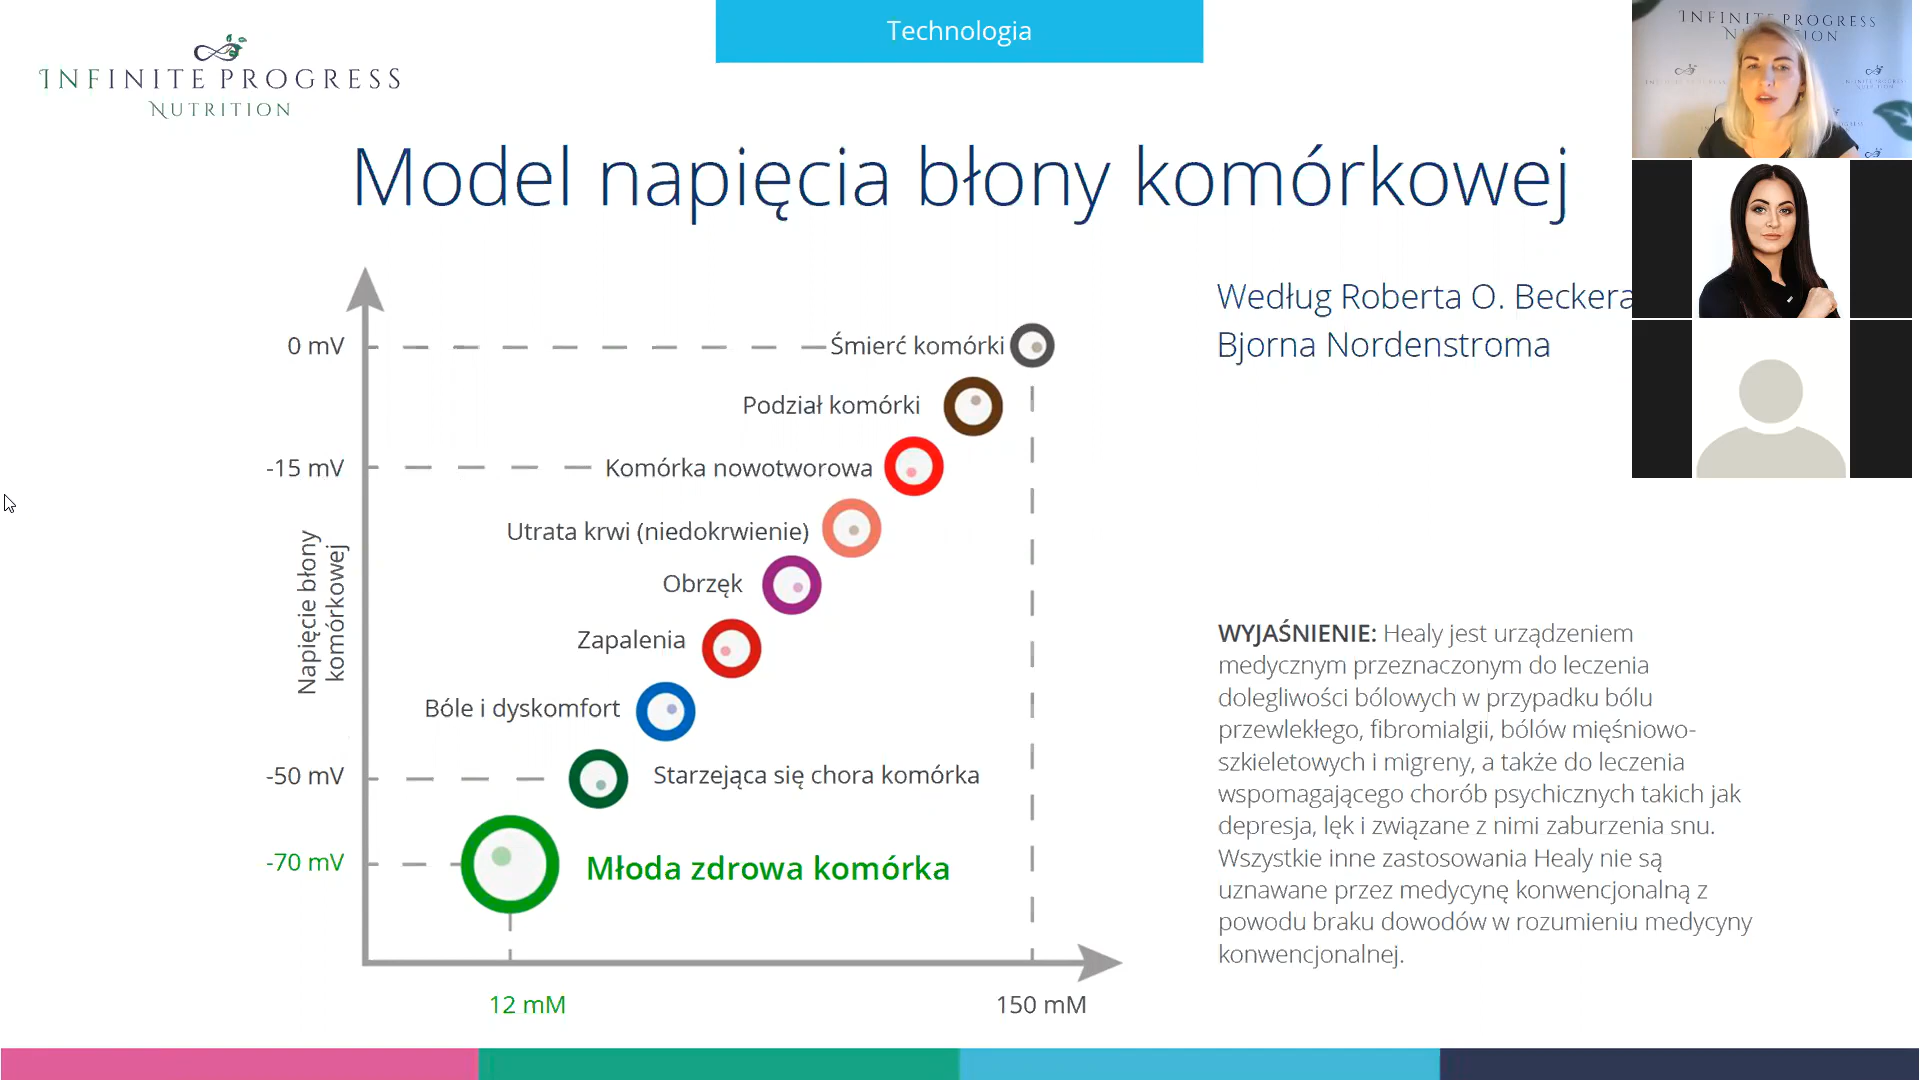 Technologia
INFINITE PROGRESS
NUTRITION
INFINITE PROGRESS
Model napięcia błony komórkowej
Według Roberta O. Beckera
Bjorna Nordenstroma
0 mV
Śmierć komórki
Podział komórki
-15 mV
Komórka nowotworowa
Utrata krwi (niedokrwienie)
Obrzęk
Zapalenia
Bóle i dyskomfort
-50 mV
Starzejąca się chora komórka
-70 mV
Młoda zdrowa komórka
Napięcie błony
komórkowej
12 mM
150 mM
WYJAŚNIENIE: Healy jest urządzeniem
medycznym przeznaczonym do leczenia
dolegliwości bólowych w przypadku bólu
przewlekłego, fibromialgii, bólów mięśniowo-
szkieletowych i migreny, a także do leczenia
wspomagającego chorób psychicznych takich jak
depresja, lęk i związane z nimi zaburzenia snu.
Wszystkie inne zastosowania Healy nie są
uznawane przez medycynę konwencjonalną z
powodu braku dowodów w rozumieniu medycyny
konwencjonalnej.